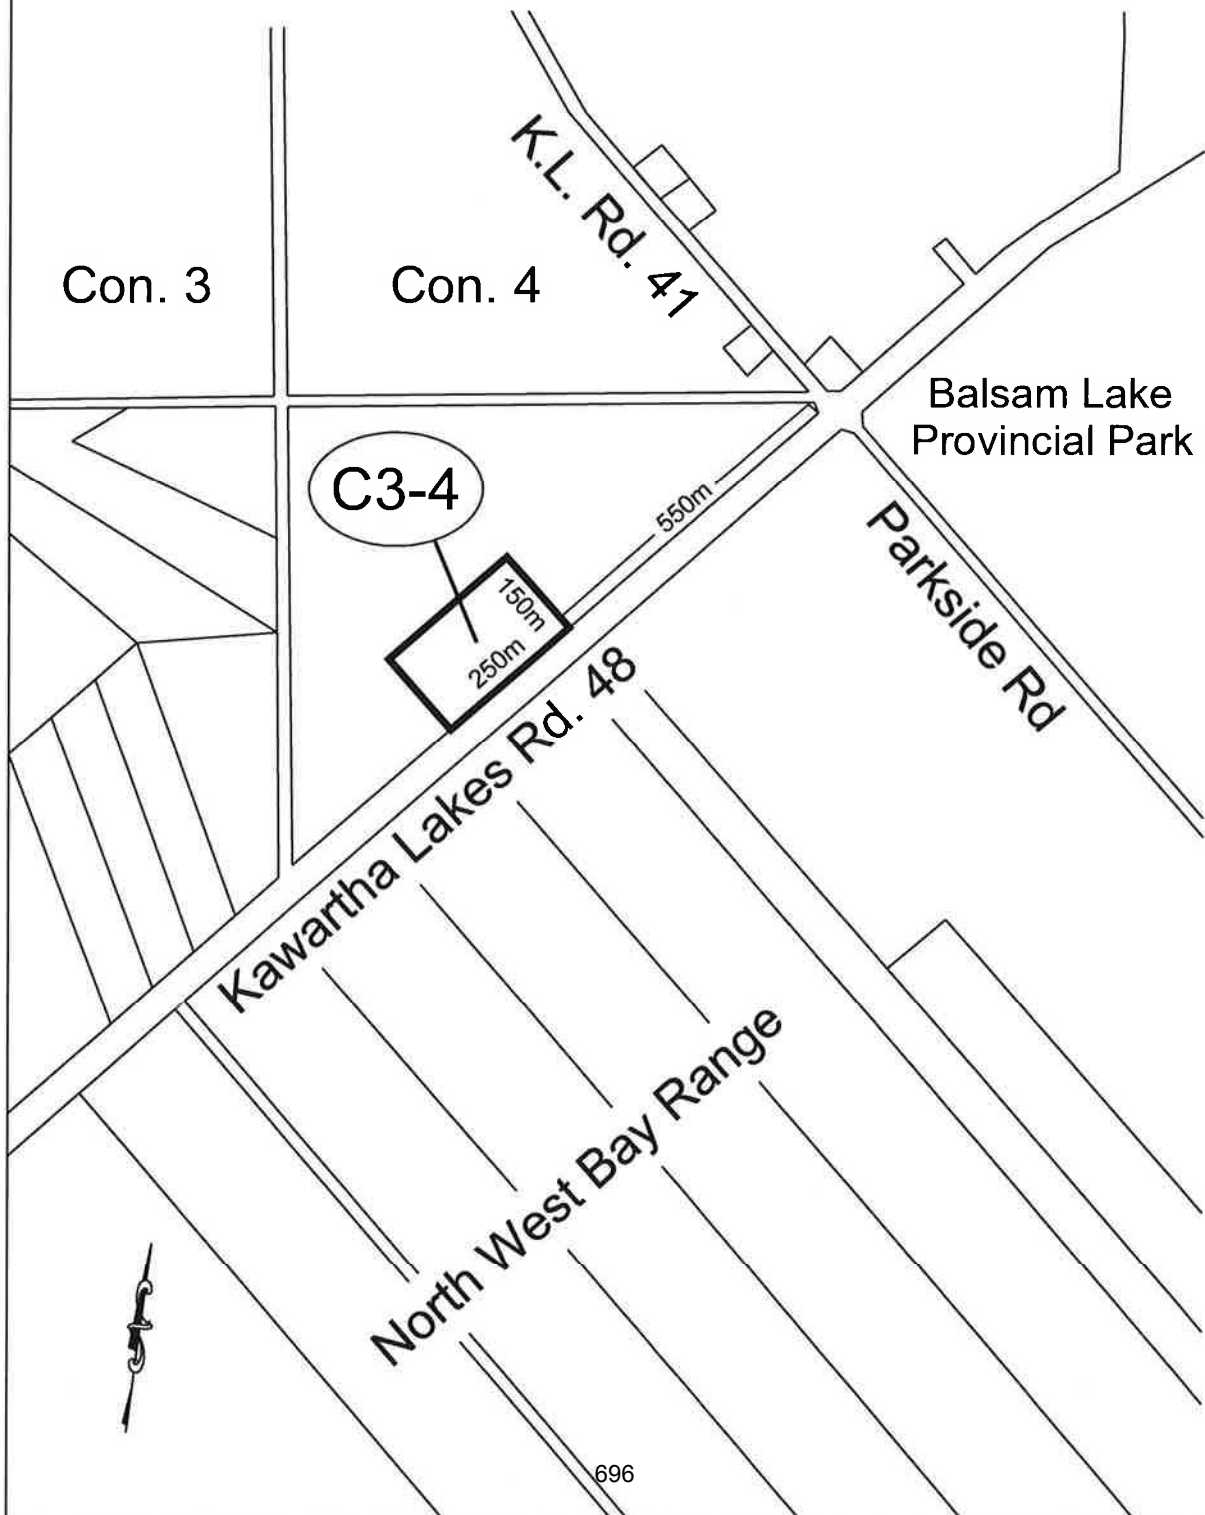 K.L. Rd. 41
Con. 3
Con. 4
Balsam Lake
Provincial Park
C3-4
550m
150m
250m
Parkside Rd
Kawartha Lakes Rd. 48
North West Bay Range
696